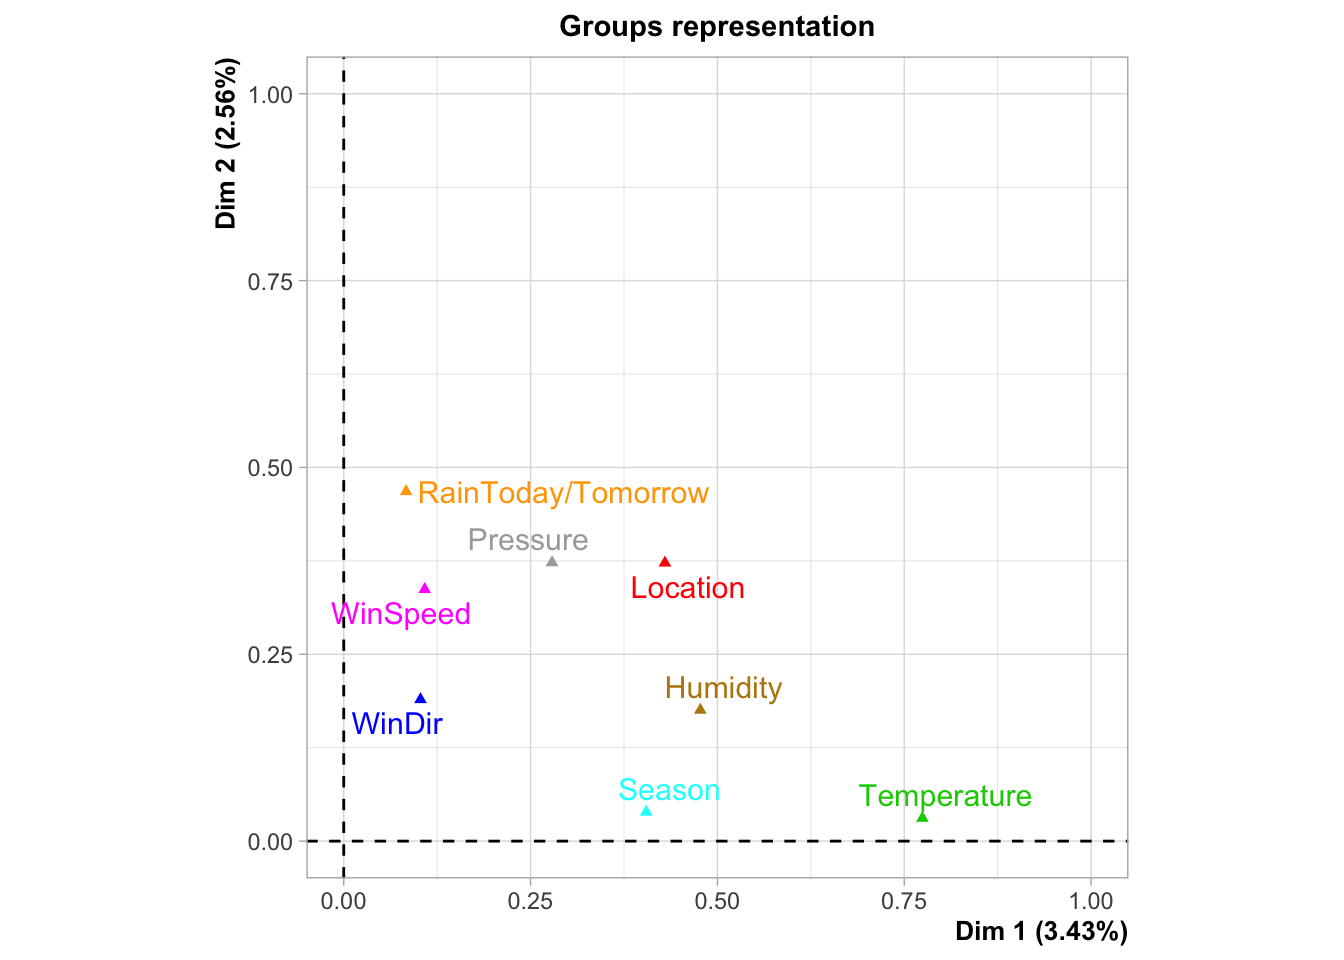 Groups representation
Dim 2 (2.56%)
1.00
0.75
0.50
0.25
0.00
RainToday/Tomorrow
Pressure
Location
WinSpeed
Humidity
WinDir
Season
Temperature
0.00 0.25 0.50 0.75 1.00
Dim 1 (3.43%)